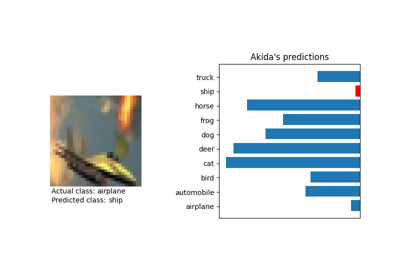 Akida's predictions
truck
ship
horse
frog
dog
deer
cat
bird
automobile
airplane
Actual class: airplane
Predicted class: ship